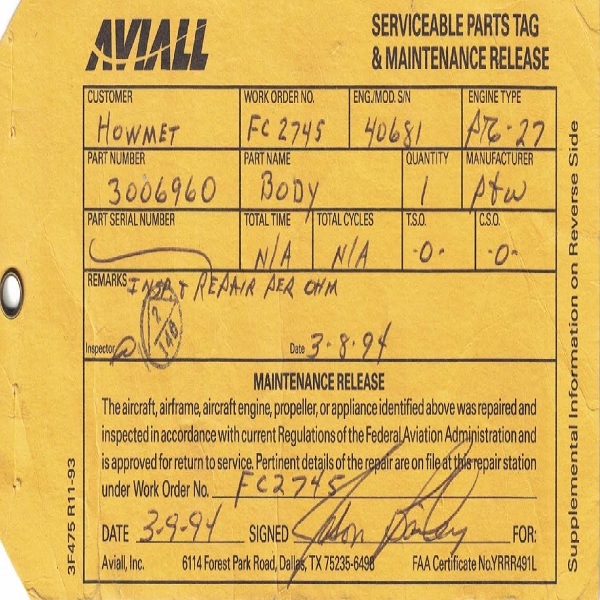 AVIALL
SERVICEABLE PARTS TAG
& MAINTENANCE RELEASE
CUSTOMER WORK ORDER NO. ENG./MOD. S/N ENGINE TYPE
HOWMET FC2745 40681 PT6-27
PART NUMBER PART NAME QUANTITY MANUFACTURER
3006960 BODY 1 P+W
PART SERIAL NUMBER TOTAL TIME TOTAL CYCLES T.S.O. C.S.O.
N/A N/A -0- -0-
REMARKS INSP & REPAIR PER OHM
Inspector Date 3-8-94
MAINTENANCE RELEASE
The aircraft, airframe, aircraft engine, propeller, or appliance identified above was repaired and
inspected in accordance with current Regulations of the Federal Aviation Administration and
is approved for return to service. Pertinent details of the repair are on file at this repair station
under Work Order No. FC2745
DATE 3-9-94 SIGNED FOR:
Aviall, Inc. 6114 Forest Park Road, Dallas, TX 75235-6498 FAA Certificate No.YRRR491L
3F475 R11-93
Supplemental Information on Reverse Side